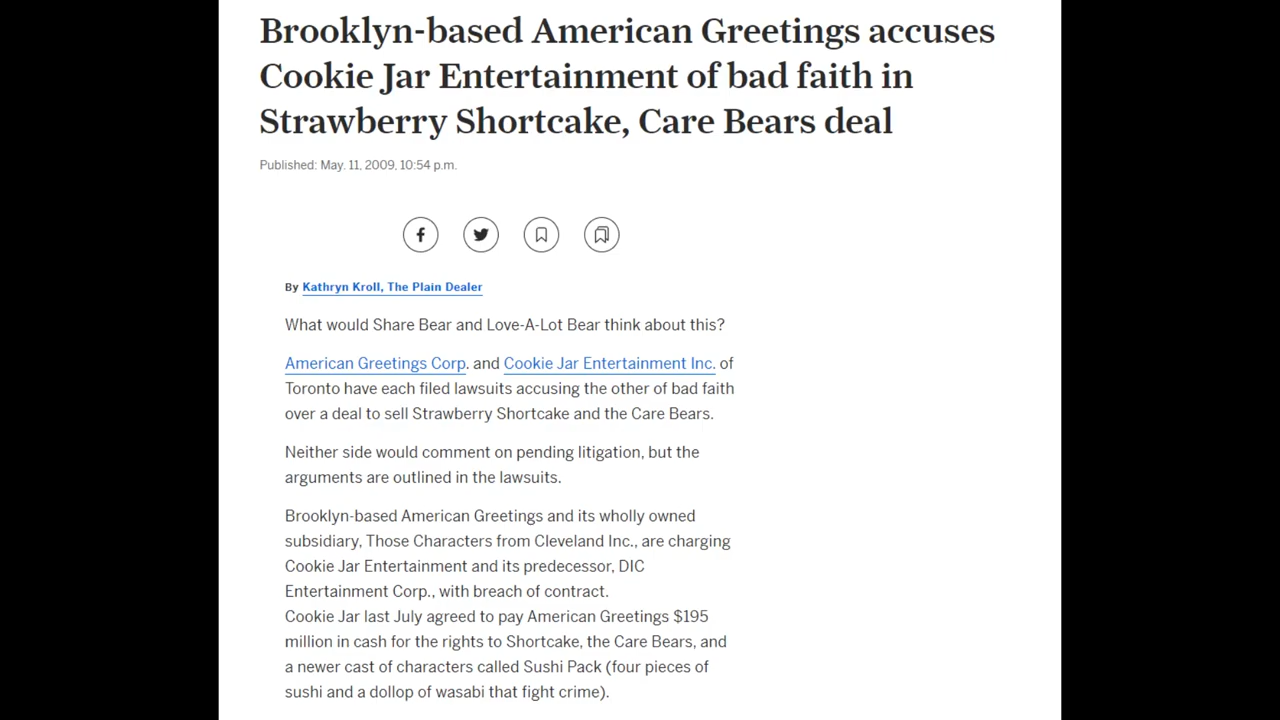 Brooklyn-based American Greetings accuses
Cookie Jar Entertainment of bad faith in
Strawberry Shortcake, Care Bears deal
Published: May. 11, 2009, 10:54 p.m.
By Kathryn Kroll, The Plain Dealer
What would Share Bear and Love-A-Lot Bear think about this?
American Greetings Corp. and Cookie Jar Entertainment Inc. of
Toronto have each filed lawsuits accusing the other of bad faith
over a deal to sell Strawberry Shortcake and the Care Bears.
Neither side would comment on pending litigation, but the
arguments are outlined in the lawsuits.
Brooklyn-based American Greetings and its wholly owned
subsidiary, Those Characters from Cleveland Inc., are charging
Cookie Jar Entertainment and its predecessor, DIC
Entertainment Corp., with breach of contract.
Cookie Jar last July agreed to pay American Greetings $195
million in cash for the rights to Shortcake, the Care Bears, and
a newer cast of characters called Sushi Pack (four pieces of
sushi and a dollop of wasabi that fight crime).